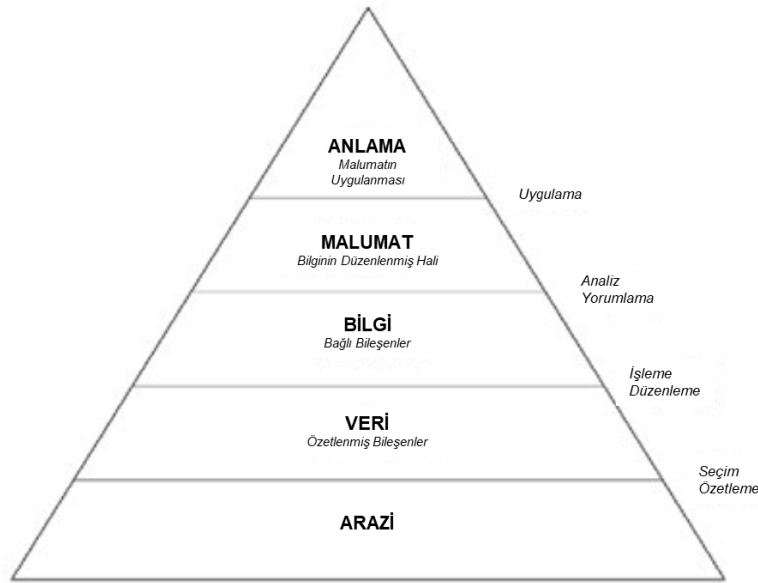 ANLAMA
Malumatın
Uygulanması
Uygulama
MALUMAT
Bilginin Düzenlenmiş Hali
Analiz
Yorumlama
BİLGİ
Bağlı Bileşenler
İşleme
Düzenleme
VERİ
Özetlenmiş Bileşenler
Seçim
Özetleme
ARAZİ